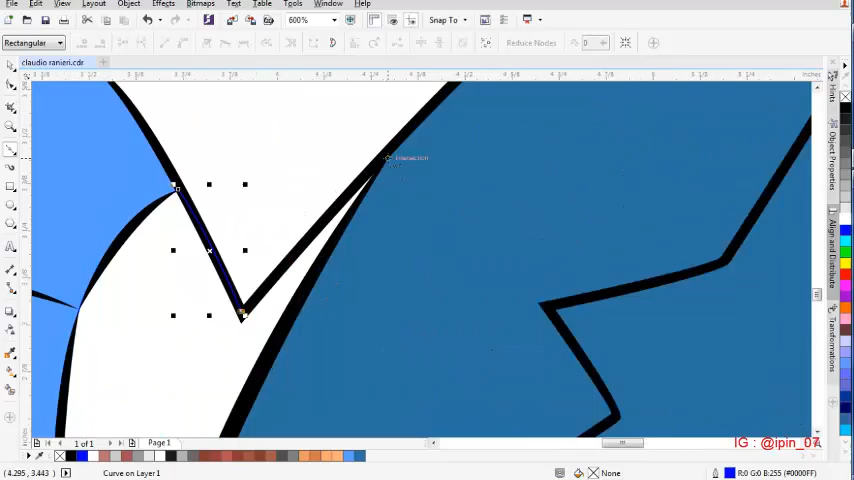 File Edit View Layout Object Effects Bitmaps Text Table Tools Window Help
600% Snap To
Rectangular Reduce Nodes 0
claudio ranieri.cdr
inches
intersection
Hints
Object Properties
Align and Distribute
Transformations
1 of 1 Page 1
IG : @ipin_07
(4.295, 3.443) Curve on Layer 1 None R:0 G:0 B:255 (#0000FF)